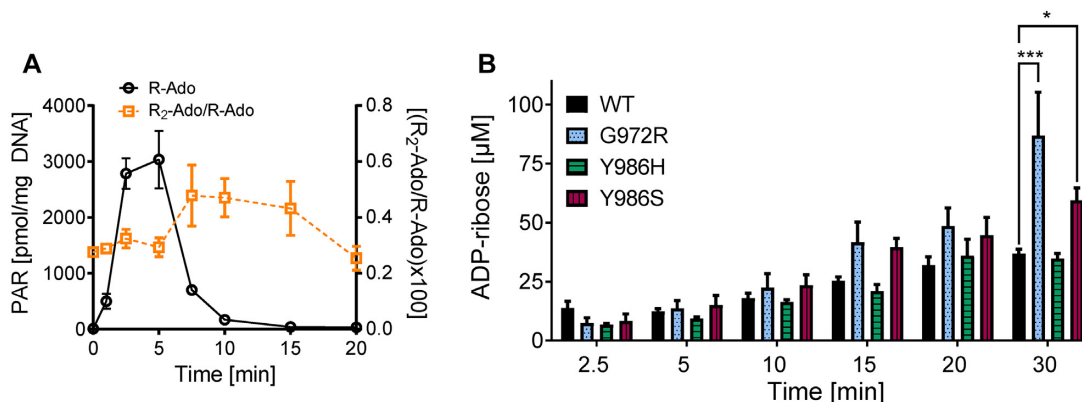 A
R-Ado
R₂-Ado/R-Ado
PAR [pmol/mg DNA]
4000
3000
2000
1000
0
[(R₂-Ado/R-Ado)x100]
0.8
0.6
0.4
0.2
0.0
0 5 10 15 20
Time [min]
B
*
***
WT
G972R
Y986H
Y986S
ADP-ribose [µM]
100
75
50
25
0
2.5 5 10 15 20 30
Time [min]